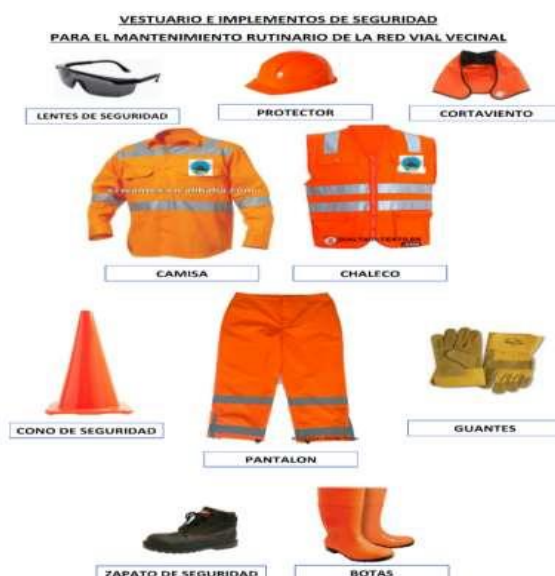 VESTUARIO E IMPLEMENTOS DE SEGURIDAD
PARA EL MANTENIMIENTO RUTINARIO DE LA RED VIAL VECINAL
LENTES DE SEGURIDAD
PROTECTOR
CORTAVIENTO
CAMISA
CHALECO
CONO DE SEGURIDAD
GUANTES
PANTALON
ZAPATO DE SEGURIDAD
BOTAS